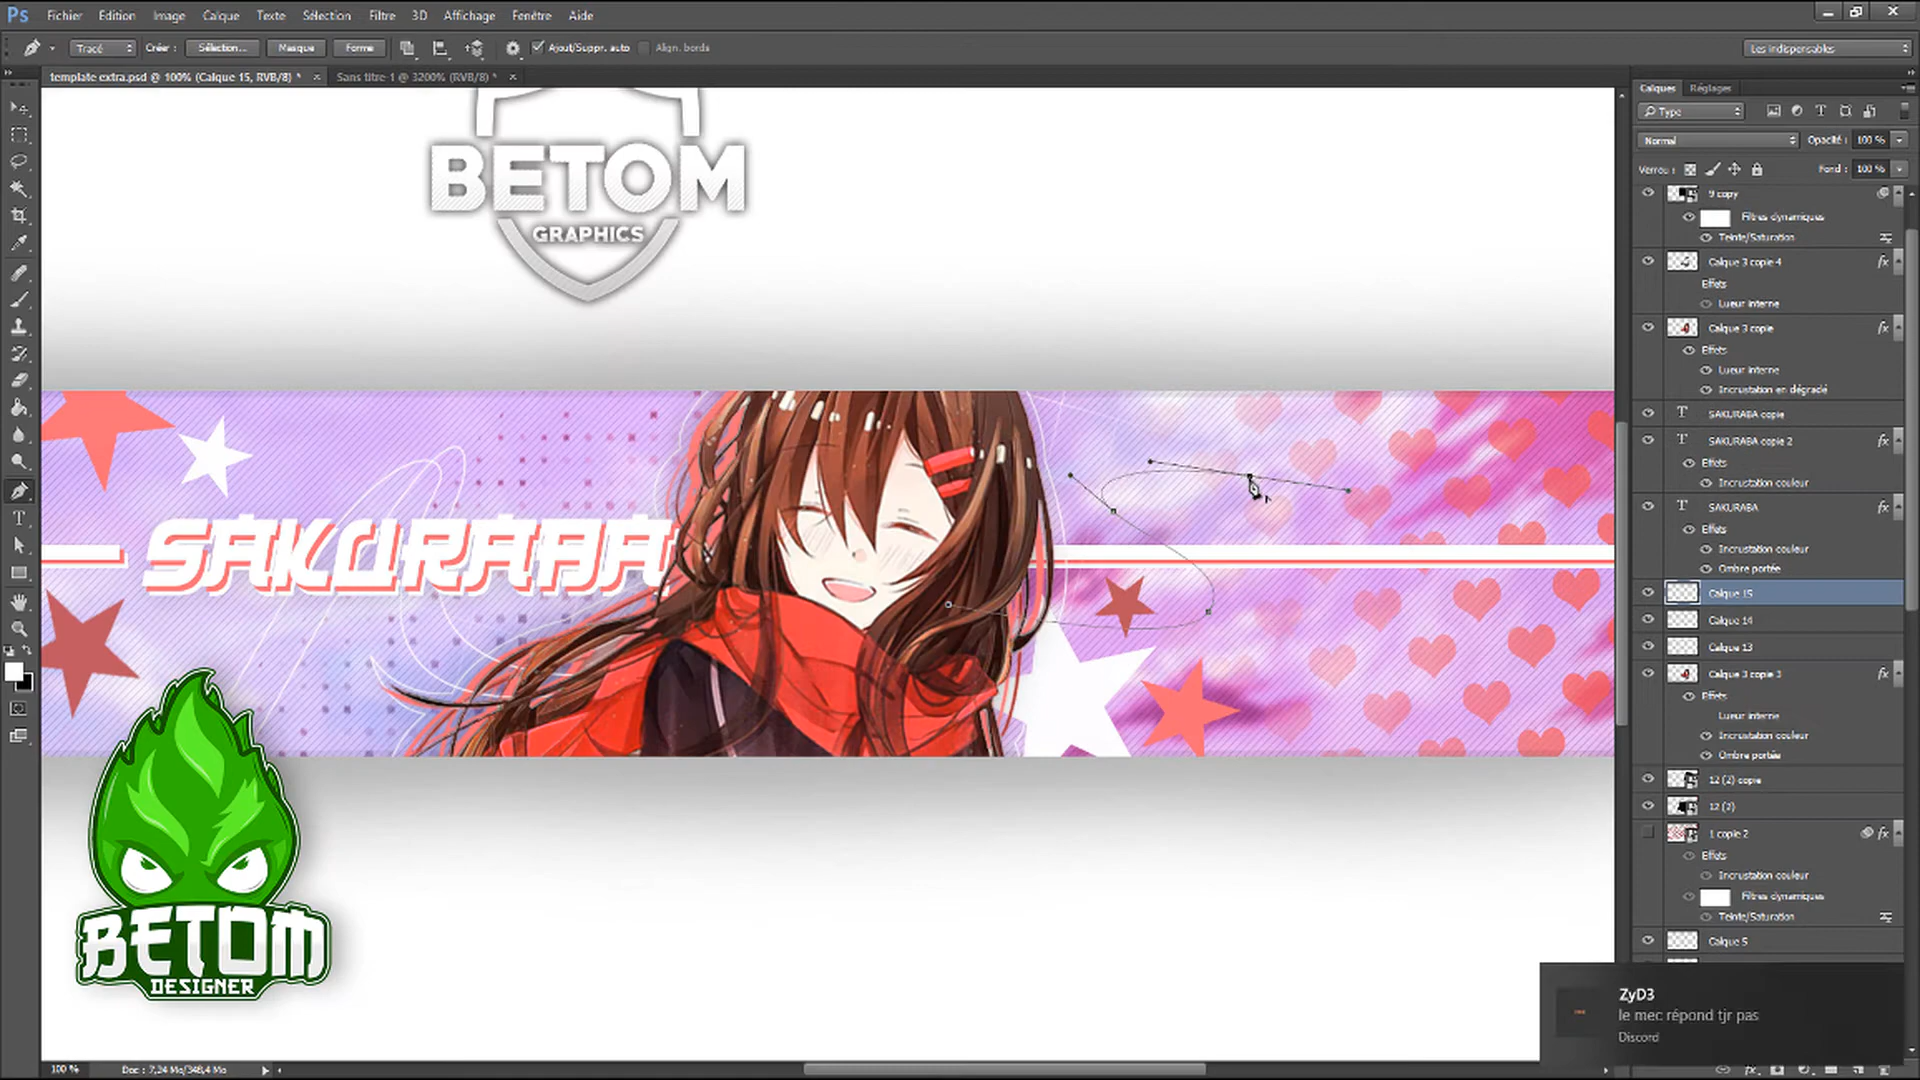 Ps Fichier Edition Image Calque Texte Sélection Filtre 3D Affichage Fenêtre Aide
Tracé Créer : Sélection... Masque Forme Ajout/Suppr. auto Align. bords Les indispensables
template extra.psd @ 100% (Calque 15, RVB/8) * × Sans titre-1 @ 3200% (RVB/8) * ×
BETOM
GRAPHICS
SAKURABA
BETOM
DESIGNER
Calques Réglages
Type
Normal Opacité : 100 %
Verrou : Fond : 100 %
9 copy
Filtres dynamiques
Teinte/Saturation
Calque 3 copie 4 fx
Effets
Lueur interne
Calque 3 copie fx
Effets
Lueur interne
Incrustation en dégradé
T SAKURABA copie
T SAKURABA copie 2 fx
Effets
Incrustation couleur
T SAKURABA fx
Effets
Incrustation couleur
Ombre portée
Calque 15
Calque 14
Calque 13
Calque 3 copie 3 fx
Effets
Lueur interne
Incrustation couleur
Ombre portée
12 (2) copie
12 (2)
1 copie 2 fx
Effets
Incrustation couleur
Filtres dynamiques
Teinte/Saturation
Calque 5
ZyD3
le mec répond tjr pas
Discord
100 % Doc : 7,24 Mo/348,4 Mo